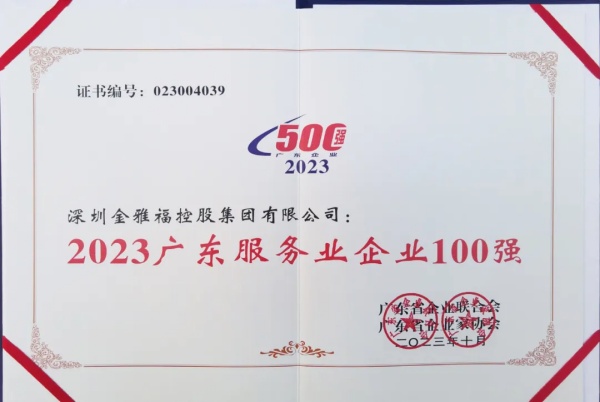 证书编号：023004039
500强
广东企业
2023
深圳金雅福控股集团有限公司：
2023广东服务业企业100强
广东省企业联合会
广东省企业家协会
二〇二三年十月